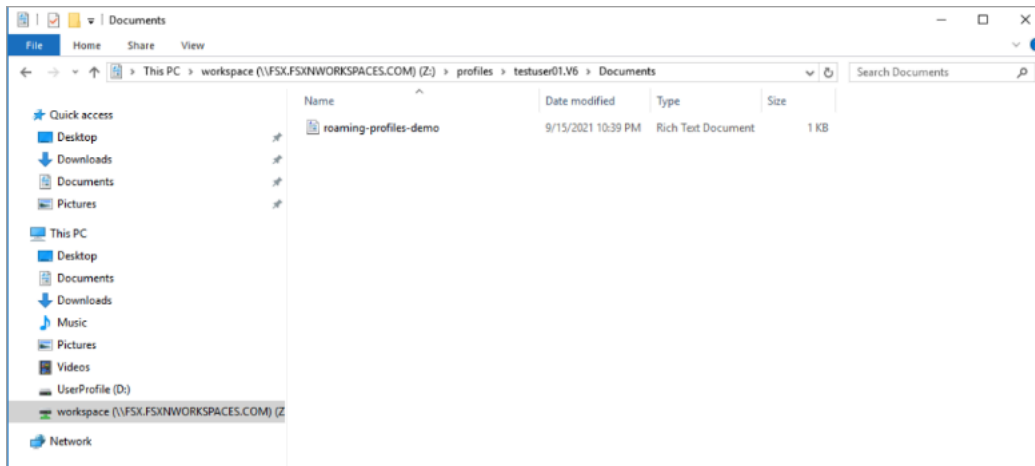 Documents
File Home Share View
This PC > workspace (\\FSX.FSXNWORKSPACES.COM) (Z:) > profiles > testuser01.V6 > Documents
Search Documents
Quick access
Desktop
Downloads
Documents
Pictures
This PC
Desktop
Documents
Downloads
Music
Pictures
Videos
UserProfile (D:)
workspace (\\FSX.FSXNWORKSPACES.COM) (Z
Network
Name Date modified Type Size
roaming-profiles-demo 9/15/2021 10:39 PM Rich Text Document 1 KB